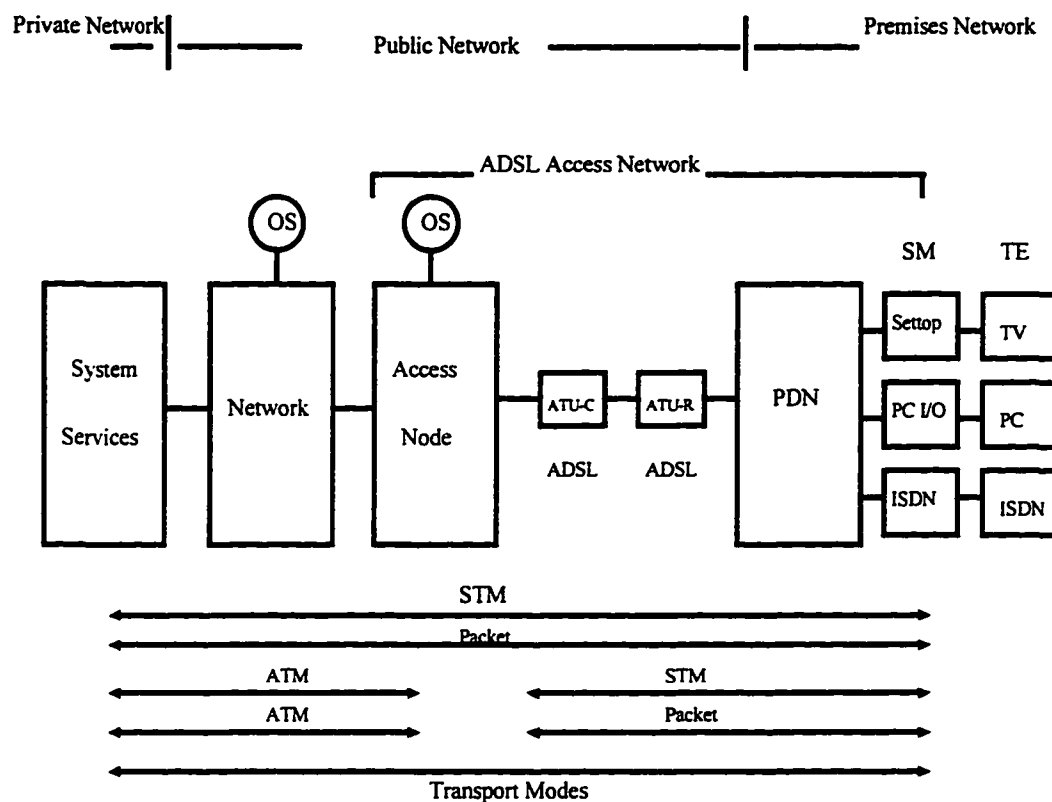 Private Network
Public Network
Premises Network
ADSL Access Network
OS
OS
SM
TE
System
Services
Network
Access
Node
ATU-C
ADSL
ATU-R
ADSL
PDN
Settop
TV
PC I/O
PC
ISDN
ISDN
STM
Packet
ATM
STM
ATM
Packet
Transport Modes